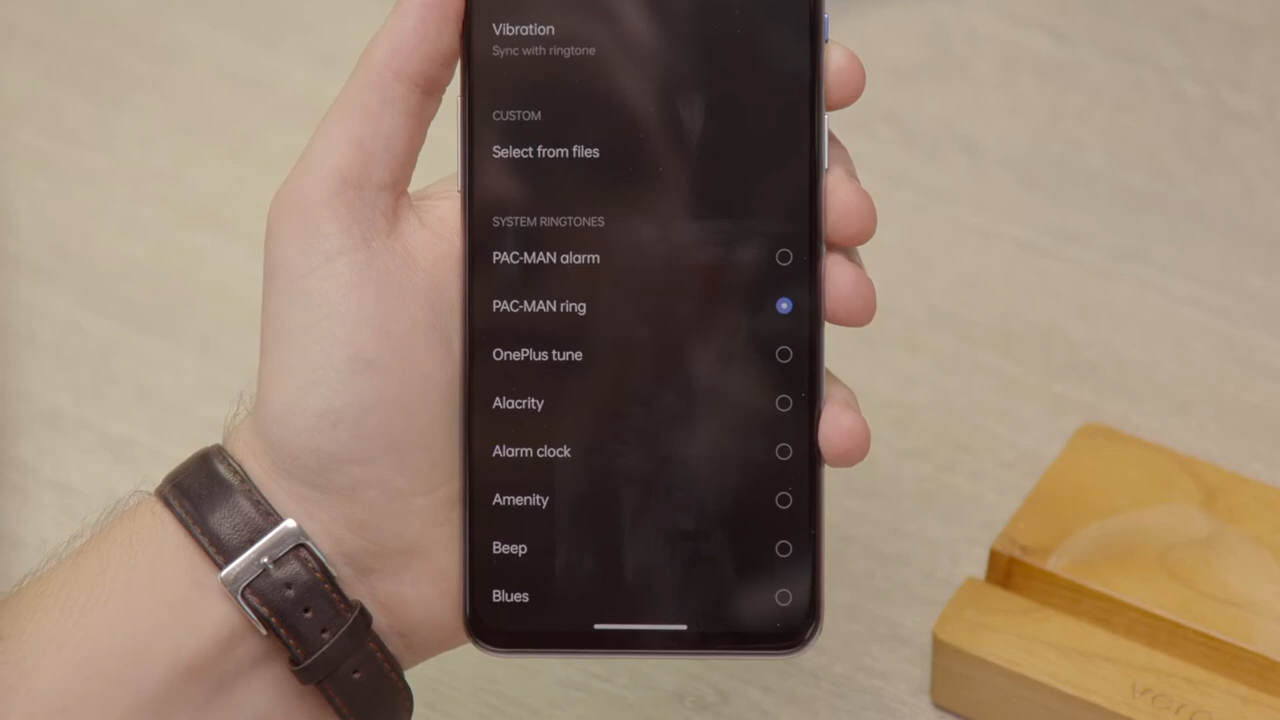 Vibration
Sync with ringtone
CUSTOM
Select from files
SYSTEM RINGTONES
PAC-MAN alarm
PAC-MAN ring
OnePlus tune
Alacrity
Alarm clock
Amenity
Beep
Blues